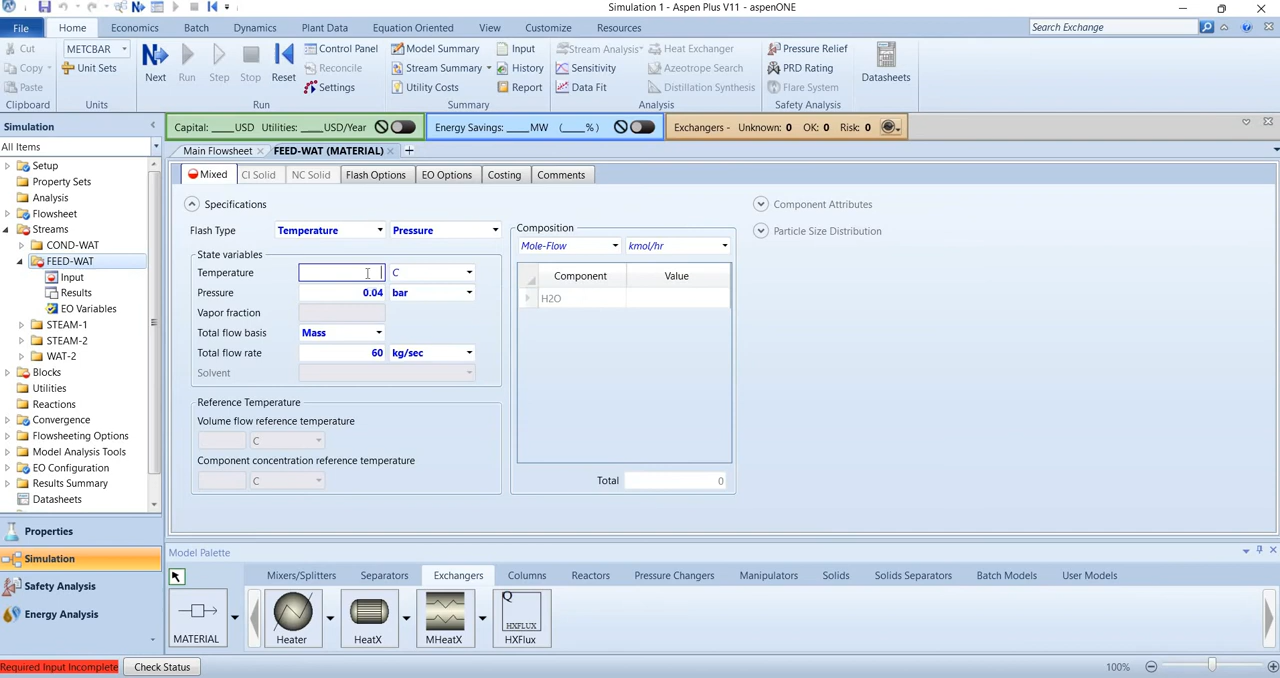 Simulation 1 - Aspen Plus V11 - aspenONE
File Home Economics Batch Dynamics Plant Data Equation Oriented View Customize Resources Search Exchange
Cut METCBAR Control Panel Model Summary Input Stream Analysis Heat Exchanger Pressure Relief
Copy Unit Sets Next Run Step Stop Reset Reconcile Stream Summary History Sensitivity Azeotrope Search PRD Rating Datasheets
Paste Settings Utility Costs Report Data Fit Distillation Synthesis Flare System
Clipboard Units Run Summary Analysis Safety Analysis
Simulation Capital: ____USD Utilities: ____USD/Year Energy Savings: ____MW (____%) Exchangers - Unknown: 0 OK: 0 Risk: 0
All Items Main Flowsheet FEED-WAT (MATERIAL) +
Setup Mixed CI Solid NC Solid Flash Options EO Options Costing Comments
Property Sets
Analysis Specifications Component Attributes
Flowsheet
Streams Flash Type Temperature Pressure Composition Particle Size Distribution
COND-WAT State variables Mole-Flow kmol/hr
FEED-WAT Temperature C
Input Component Value
Results Pressure 0.04 bar H2O
EO Variables Vapor fraction
STEAM-1 Total flow basis Mass
STEAM-2 Total flow rate 60 kg/sec
WAT-2
Blocks Solvent
Utilities
Reactions Reference Temperature
Convergence Volume flow reference temperature
Flowsheeting Options C
Model Analysis Tools
EO Configuration Component concentration reference temperature
Results Summary C Total 0
Datasheets
Properties
Simulation Model Palette
Safety Analysis Mixers/Splitters Separators Exchangers Columns Reactors Pressure Changers Manipulators Solids Solids Separators Batch Models User Models
Energy Analysis
Q
HXFLUX
MATERIAL Heater HeatX MHeatX HXFlux
Required Input Incomplete Check Status 100%